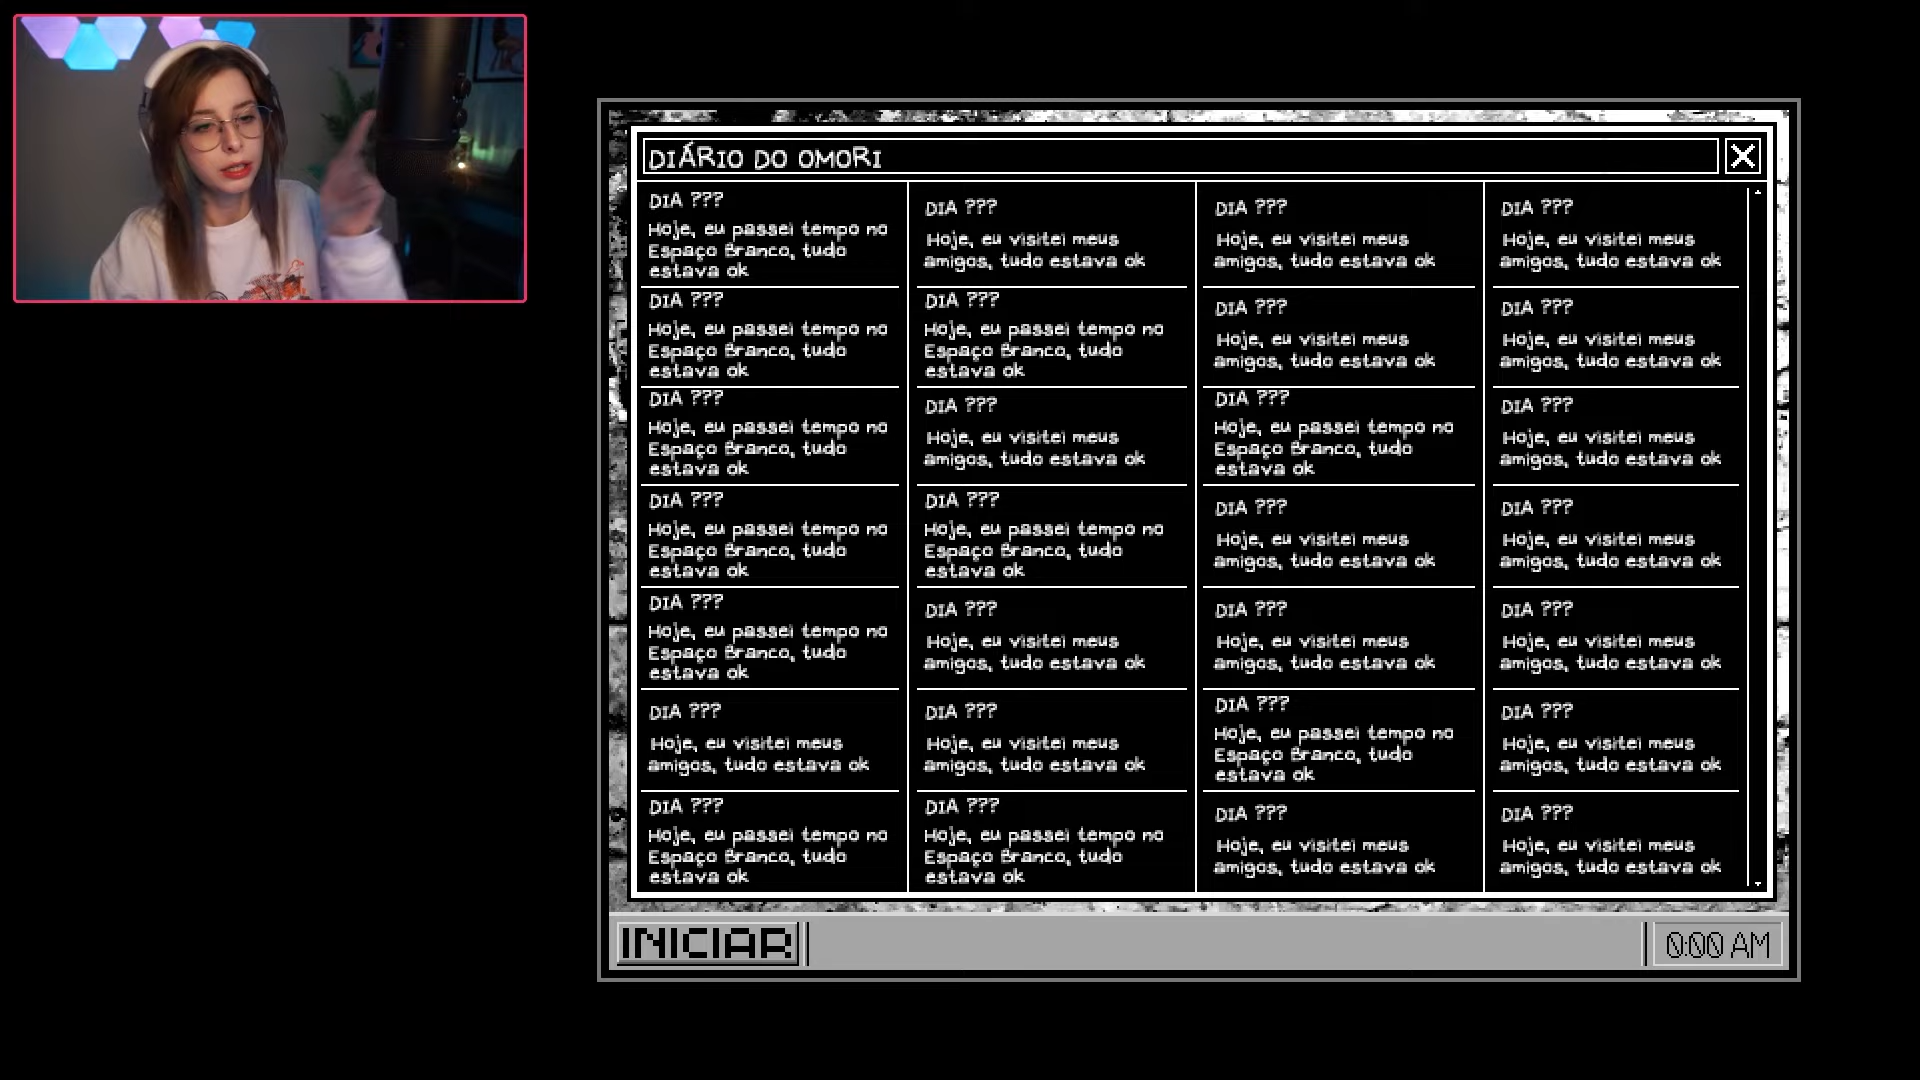 DIÁRIO DO OMORI
DIA ???
Hoje, eu passei tempo no
Espaço Branco, tudo
estava ok
DIA ???
Hoje, eu passei tempo no
Espaço Branco, tudo
estava ok
DIA ???
Hoje, eu passei tempo no
Espaço Branco, tudo
estava ok
DIA ???
Hoje, eu passei tempo no
Espaço Branco, tudo
estava ok
DIA ???
Hoje, eu passei tempo no
Espaço Branco, tudo
estava ok
DIA ???
Hoje, eu visitei meus
amigos, tudo estava ok
DIA ???
Hoje, eu passei tempo no
Espaço Branco, tudo
estava ok
DIA ???
Hoje, eu visitei meus
amigos, tudo estava ok
DIA ???
Hoje, eu passei tempo no
Espaço Branco, tudo
estava ok
DIA ???
Hoje, eu visitei meus
amigos, tudo estava ok
DIA ???
Hoje, eu passei tempo no
Espaço Branco, tudo
estava ok
DIA ???
Hoje, eu visitei meus
amigos, tudo estava ok
DIA ???
Hoje, eu visitei meus
amigos, tudo estava ok
DIA ???
Hoje, eu passei tempo no
Espaço Branco, tudo
estava ok
DIA ???
Hoje, eu visitei meus
amigos, tudo estava ok
DIA ???
Hoje, eu visitei meus
amigos, tudo estava ok
DIA ???
Hoje, eu passei tempo no
Espaço Branco, tudo
estava ok
DIA ???
Hoje, eu visitei meus
amigos, tudo estava ok
DIA ???
Hoje, eu visitei meus
amigos, tudo estava ok
DIA ???
Hoje, eu passei tempo no
Espaço Branco, tudo
estava ok
DIA ???
Hoje, eu visitei meus
amigos, tudo estava ok
DIA ???
Hoje, eu visitei meus
amigos, tudo estava ok
DIA ???
Hoje, eu visitei meus
amigos, tudo estava ok
DIA ???
Hoje, eu visitei meus
amigos, tudo estava ok
DIA ???
Hoje, eu visitei meus
amigos, tudo estava ok
DIA ???
Hoje, eu visitei meus
amigos, tudo estava ok
DIA ???
Hoje, eu visitei meus
amigos, tudo estava ok
DIA ???
Hoje, eu visitei meus
amigos, tudo estava ok
INICIAR
0:00 AM